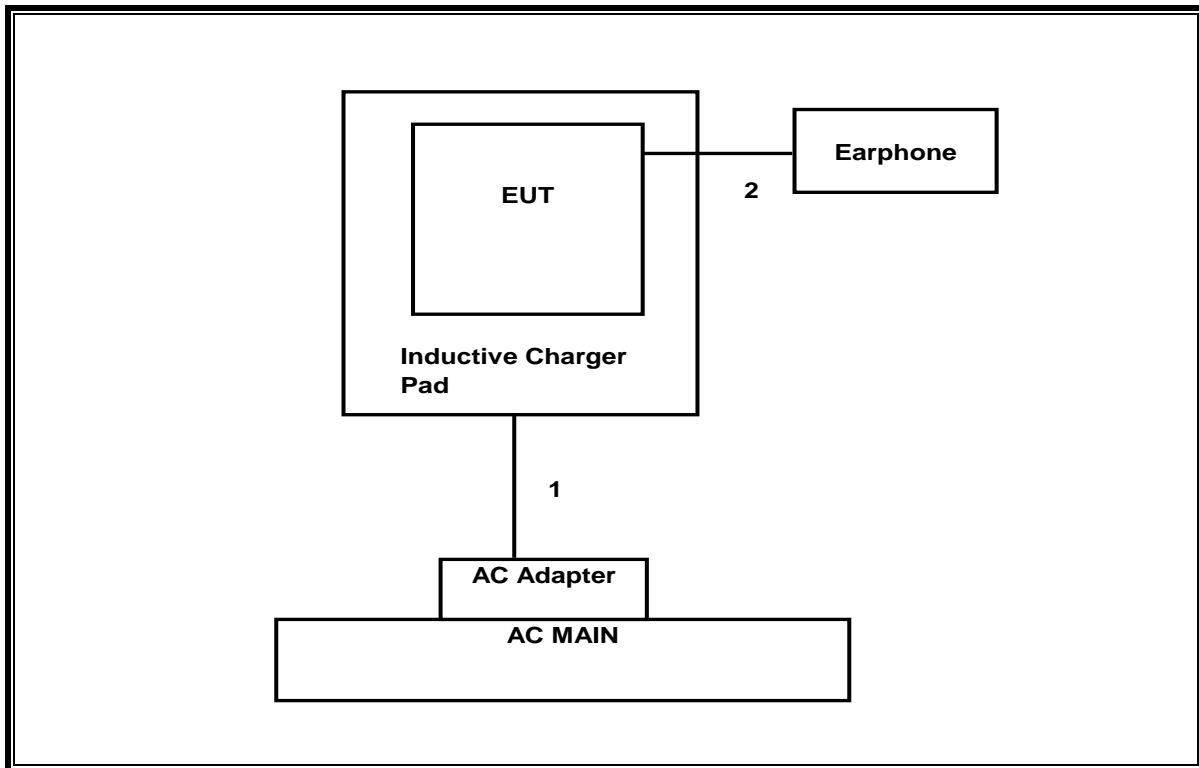 EUT
Earphone
2
Inductive Charger
Pad
1
AC Adapter
AC MAIN